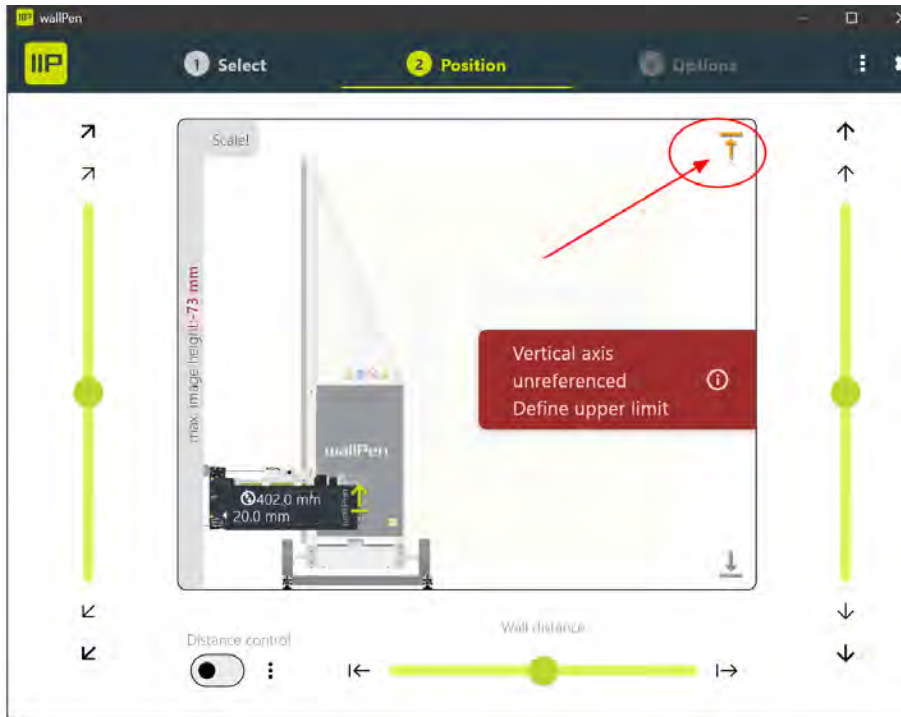 wallPen
IIP
1 Select
2 Position
Options
Scale!
max. image height:-73 mm
Vertical axis
unreferenced
Define upper limit
wallPen
402.0 mm
20.0 mm
Distance control
Wall distance